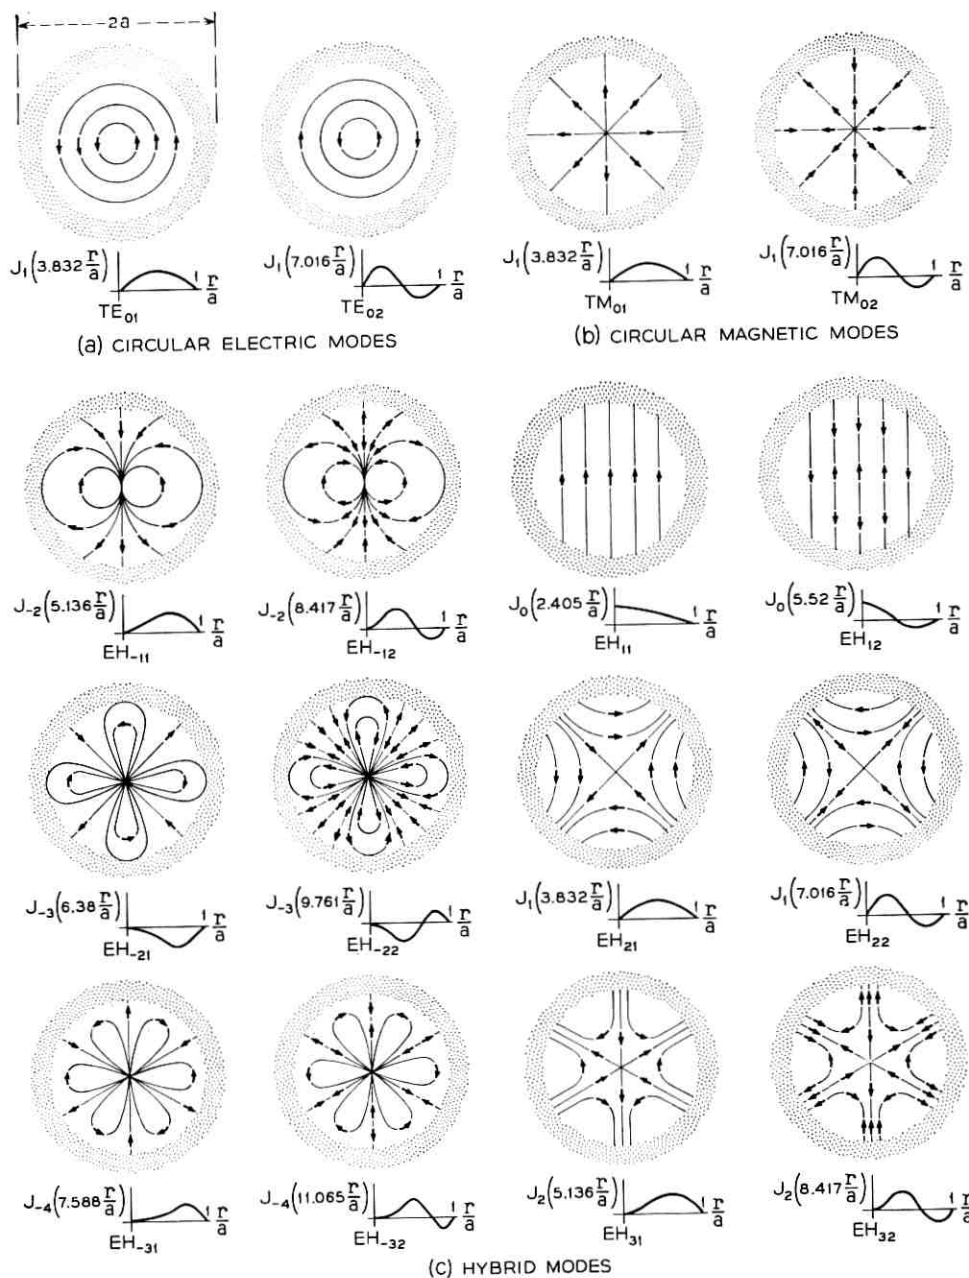 2a
J₁(3.832 r/a) 1 r/a
TE₀₁
J₁(7.016 r/a) 1 r/a
TE₀₂
(a) CIRCULAR ELECTRIC MODES
J₁(3.832 r/a) 1 r/a
TM₀₁
J₁(7.016 r/a) 1 r/a
TM₀₂
(b) CIRCULAR MAGNETIC MODES
J₋₂(5.136 r/a) 1 r/a
EH₋₁₁
J₋₂(8.417 r/a) 1 r/a
EH₋₁₂
J₀(2.405 r/a) 1 r/a
EH₁₁
J₀(5.52 r/a) 1 r/a
EH₁₂
J₋₃(6.38 r/a) 1 r/a
EH₋₂₁
J₋₃(9.761 r/a) 1 r/a
EH₋₂₂
J₁(3.832 r/a) 1 r/a
EH₂₁
J₁(7.016 r/a) 1 r/a
EH₂₂
J₋₄(7.588 r/a) 1 r/a
EH₋₃₁
J₋₄(11.065 r/a) 1 r/a
EH₋₃₂
J₂(5.136 r/a) 1 r/a
EH₃₁
J₂(8.417 r/a) 1 r/a
EH₃₂
(c) HYBRID MODES